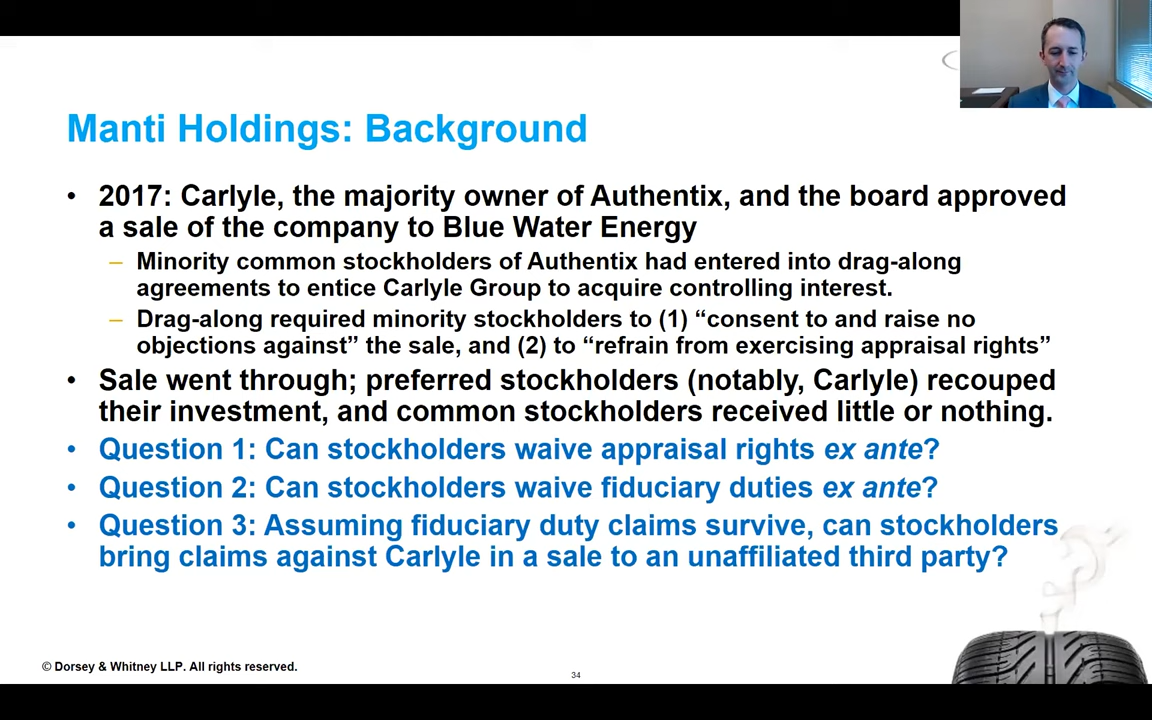 Manti Holdings: Background
• 2017: Carlyle, the majority owner of Authentix, and the board approved
a sale of the company to Blue Water Energy
– Minority common stockholders of Authentix had entered into drag-along
agreements to entice Carlyle Group to acquire controlling interest.
– Drag-along required minority stockholders to (1) “consent to and raise no
objections against” the sale, and (2) to “refrain from exercising appraisal rights”
• Sale went through; preferred stockholders (notably, Carlyle) recouped
their investment, and common stockholders received little or nothing.
• Question 1: Can stockholders waive appraisal rights ex ante?
• Question 2: Can stockholders waive fiduciary duties ex ante?
• Question 3: Assuming fiduciary duty claims survive, can stockholders
bring claims against Carlyle in a sale to an unaffiliated third party?
© Dorsey & Whitney LLP. All rights reserved.
34